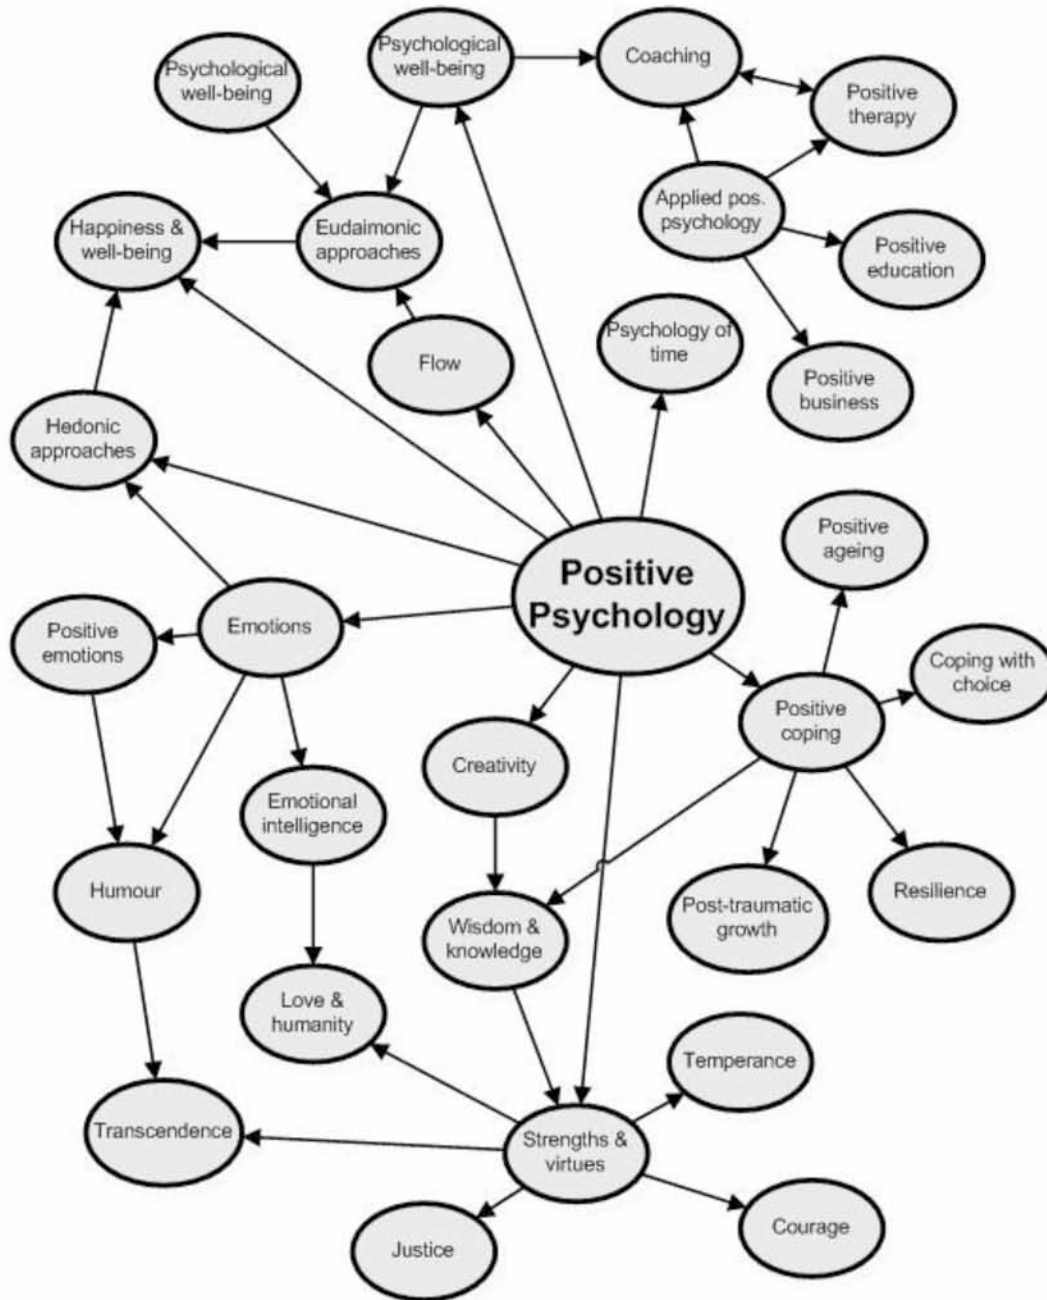 Psychological
well-being
Psychological
well-being
Coaching
Positive
therapy
Happiness &
well-being
Eudaimonic
approaches
Applied pos.
psychology
Positive
education
Psychology of
time
Flow
Positive
business
Hedonic
approaches
Positive
ageing
Positive
Psychology
Positive
emotions
Emotions
Coping with
choice
Positive
coping
Creativity
Emotional
intelligence
Humour
Wisdom &
knowledge
Post-traumatic
growth
Resilience
Love &
humanity
Temperance
Transcendence
Strengths &
virtues
Justice
Courage